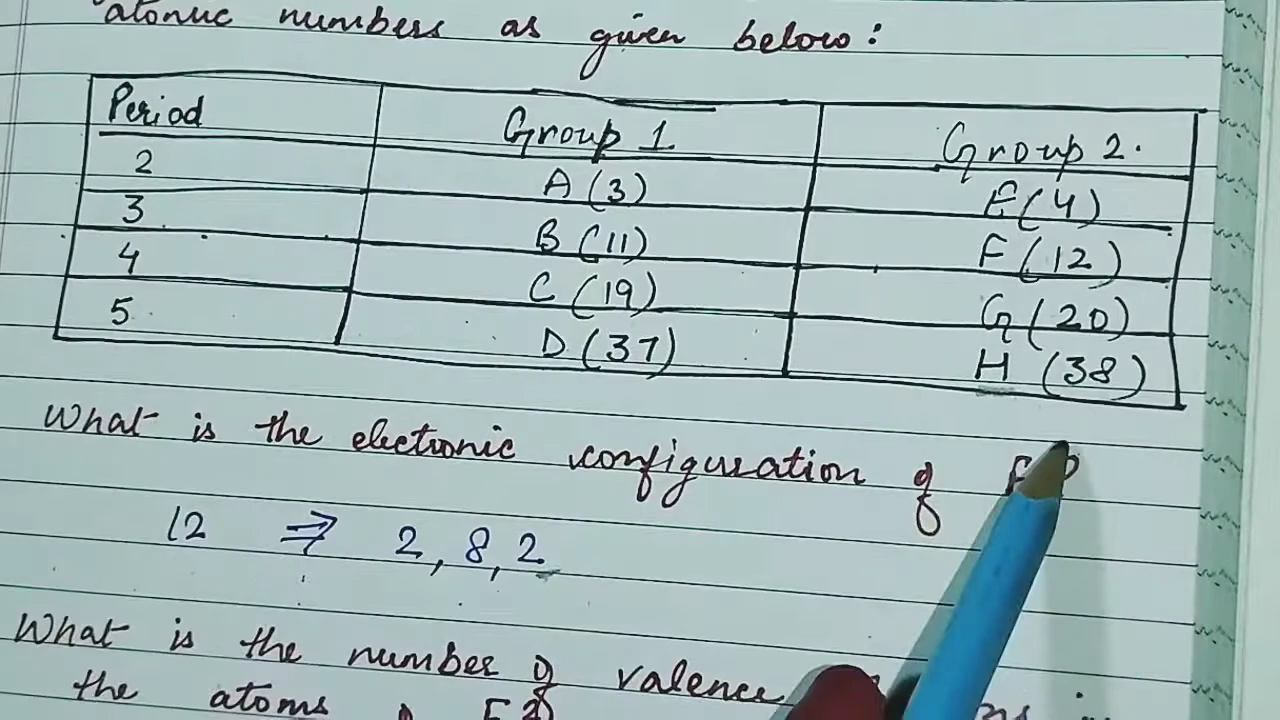 atomic numbers as given below:
Period Group 1 Group 2.
2 A (3) E (4)
3 B (11) F (12)
4 C (19) G (20)
5 D (37) H (38)
What is the electronic configuration of F?
12 ⇒ 2, 8, 2
What is the number of valence
the atoms of F?